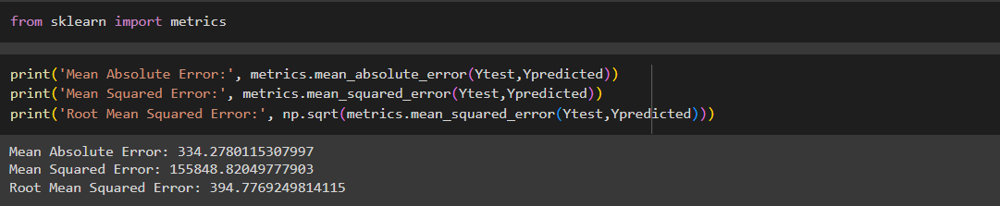 from sklearn import metrics
print('Mean Absolute Error:', metrics.mean_absolute_error(Ytest,Ypredicted))
print('Mean Squared Error:', metrics.mean_squared_error(Ytest,Ypredicted))
print('Root Mean Squared Error:', np.sqrt(metrics.mean_squared_error(Ytest,Ypredicted)))
Mean Absolute Error: 334.2780115307997
Mean Squared Error: 155848.82049777903
Root Mean Squared Error: 394.7769249814115